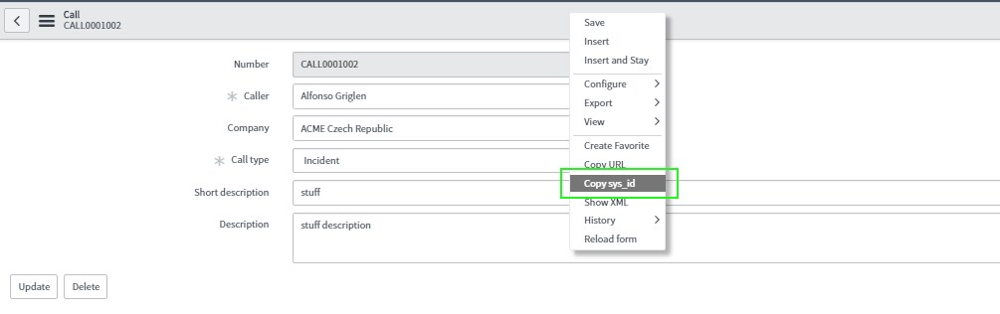 Call
CALL0001002
Number
CALL0001002
Caller
Alfonso Griglen
Company
ACME Czech Republic
Call type
Incident
Short description
stuff
Description
stuff description
Update
Delete
Save
Insert
Insert and Stay
Configure
Export
View
Create Favorite
Copy URL
Copy sys_id
Show XML
History
Reload form